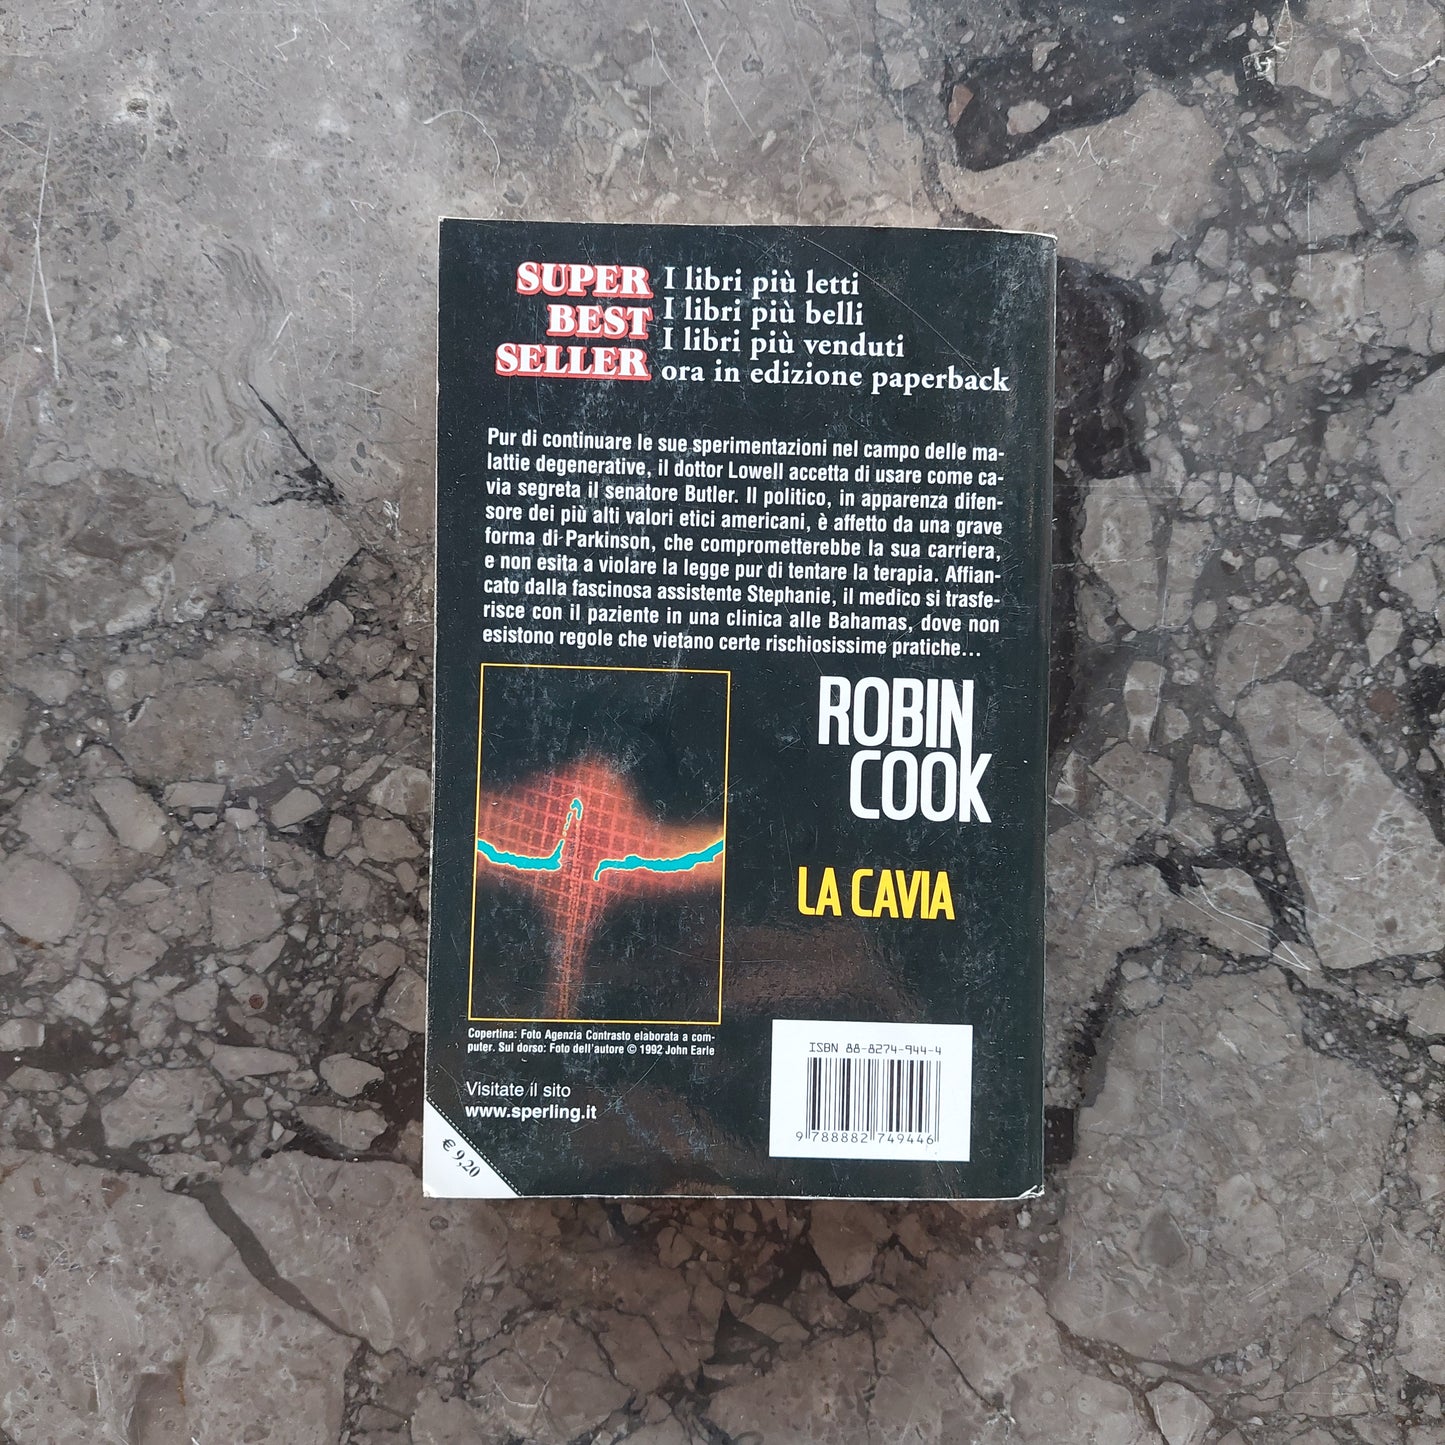 SUPER
BEST
SELLER
I libri più letti
I libri più belli
I libri più venduti
ora in edizione paperback
Pur di continuare le sue sperimentazioni nel campo delle ma-
lattie degenerative, il dottor Lowell accetta di usare come ca-
via segreta il senatore Butler. Il politico, in apparenza difen-
sore dei più alti valori etici americani, è affetto da una grave
forma di Parkinson, che comprometterebbe la sua carriera,
e non esita a violare la legge pur di tentare la terapia. Affian-
cato dalla fascinosa assistente Stephanie, il medico si trasfe-
risce con il paziente in una clinica alle Bahamas, dove non
esistono regole che vietano certe rischiosissime pratiche...
ROBIN
COOK
LA CAVIA
Copertina: Foto Agenzia Contrasto elaborata a com-
puter. Sul dorso: Foto dell'autore © 1992 John Earle
Visitate il sito
www.sperling.it
€ 9,20
ISBN 88-8274-944-4
9 788882 749446